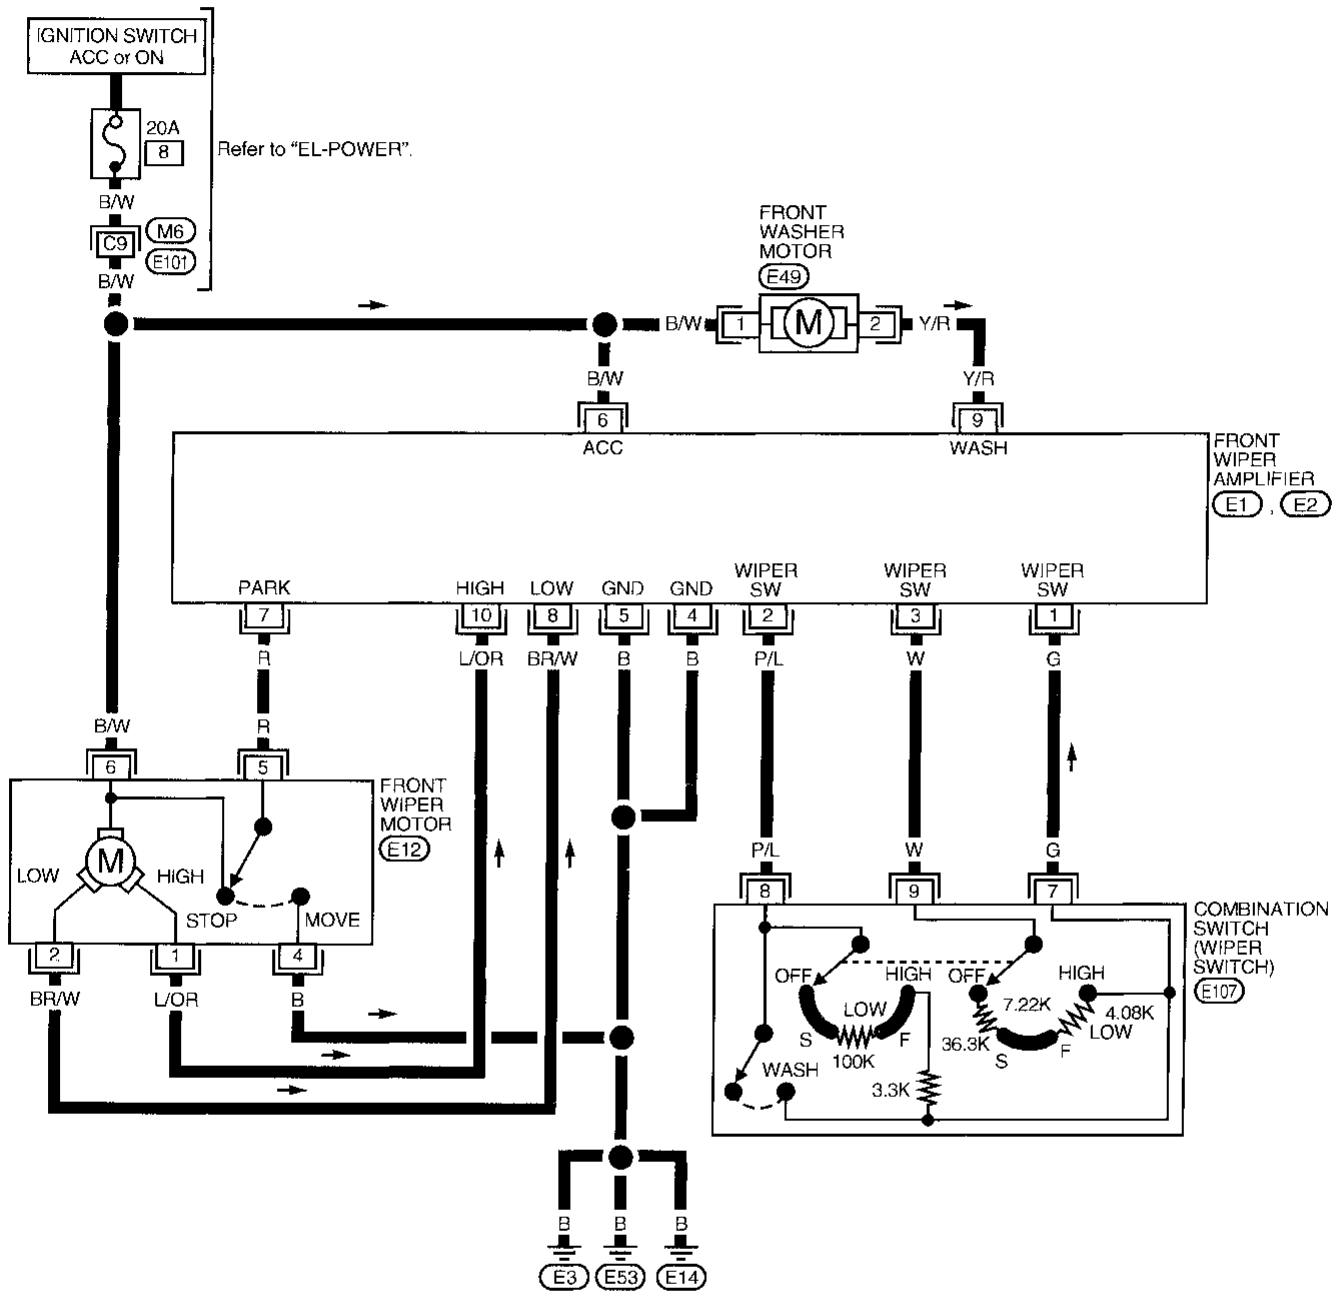 IGNITION SWITCH
ACC or ON
20A
8
Refer to "EL-POWER".
B/W
C9
M6
E101
B/W
FRONT
WASHER
MOTOR
E49
B/W
1
M
2
Y/R
B/W
Y/R
6
9
ACC
WASH
FRONT
WIPER
AMPLIFIER
E1 , E2
PARK
HIGH
LOW
GND
GND
WIPER
SW
WIPER
SW
WIPER
SW
7
10
8
5
4
2
3
1
R
L/OR
BR/W
B
B
P/L
W
G
B/W
R
6
5
FRONT
WIPER
MOTOR
E12
M
LOW
HIGH
STOP
MOVE
2
1
4
BR/W
L/OR
B
P/L
W
G
8
9
7
COMBINATION
SWITCH
(WIPER
SWITCH)
E107
OFF
HIGH
LOW
S
F
100K
OFF
HIGH
7.22K
4.08K
LOW
36.3K
S
F
WASH
3.3K
B
B
B
E3
E53
E14